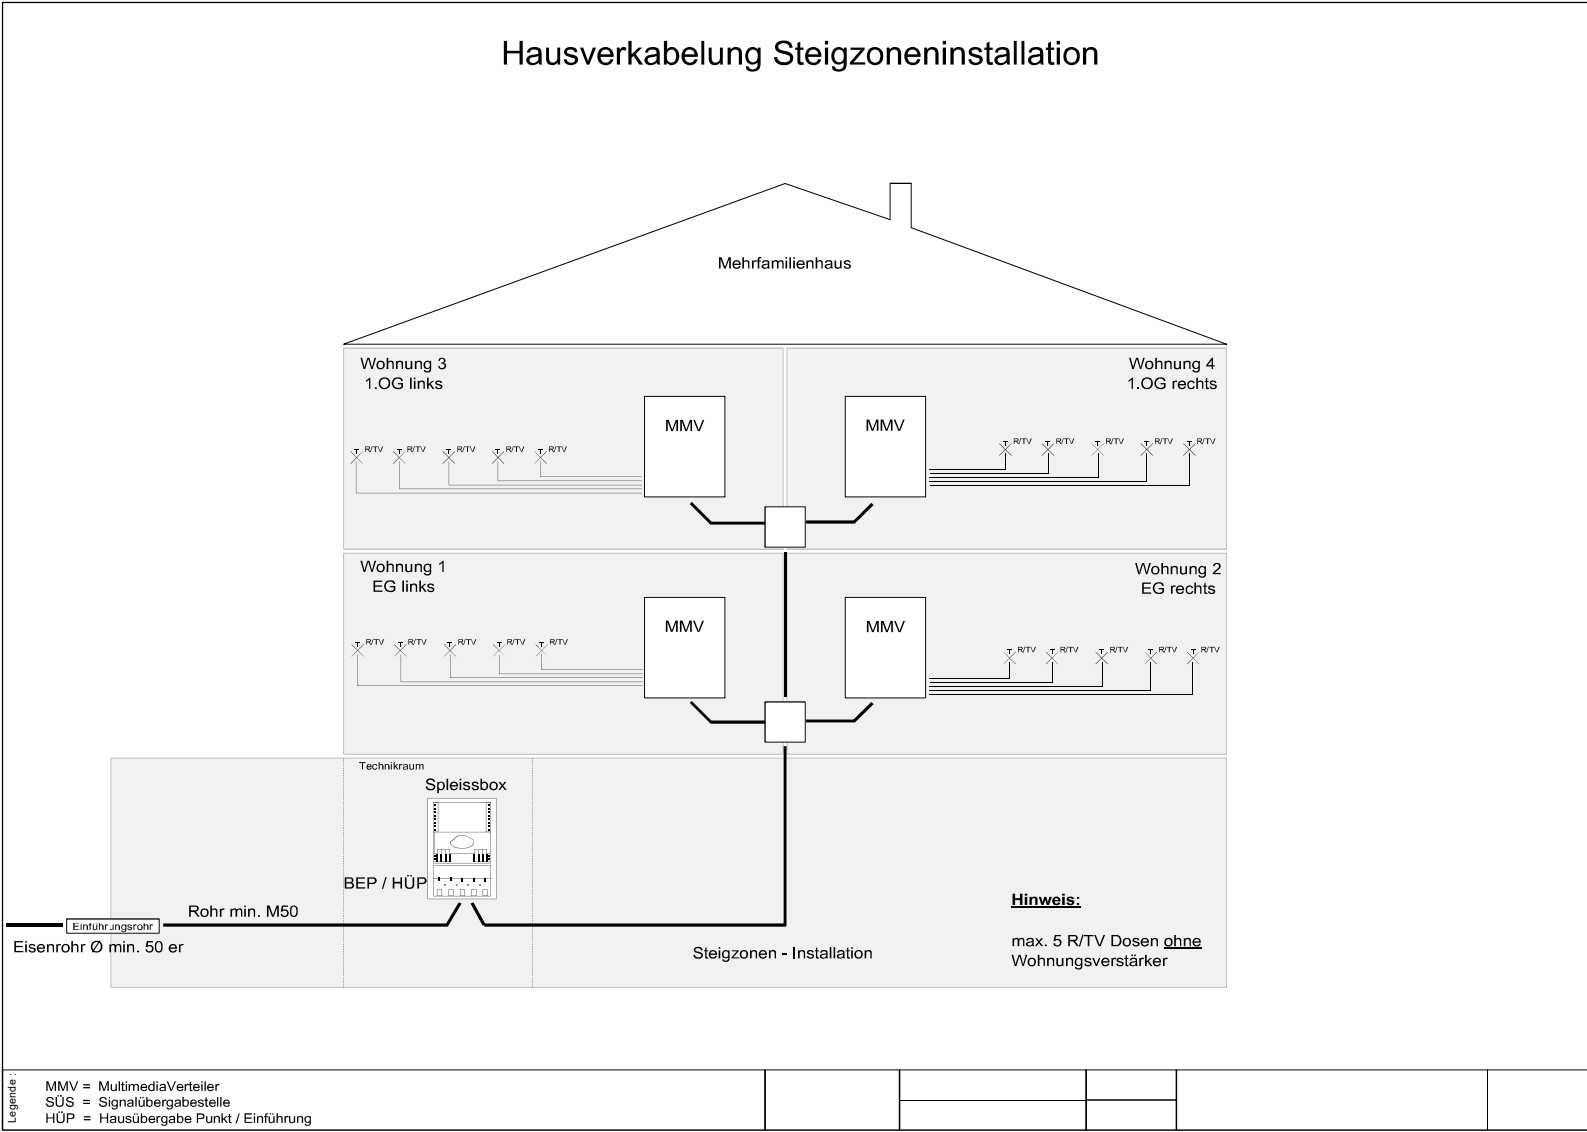 Hausverkabelung Steigzoneninstallation
Mehrfamilienhaus
Wohnung 3
1.OG links
Wohnung 4
1.OG rechts
MMV
MMV
R/TV R/TV R/TV R/TV R/TV
R/TV R/TV R/TV R/TV R/TV
Wohnung 1
EG links
Wohnung 2
EG rechts
MMV
MMV
R/TV R/TV R/TV R/TV R/TV
R/TV R/TV R/TV R/TV R/TV
Technikraum
Spleissbox
BEP / HÜP
Rohr min. M50
Einführungsrohr
Eisenrohr Ø min. 50 er
Steigzonen - Installation
Hinweis:
max. 5 R/TV Dosen ohne
Wohnungsverstärker
Legende :
MMV = MultimediaVerteiler
SÜS = Signalübergabestelle
HÜP = Hausübergabe Punkt / Einführung